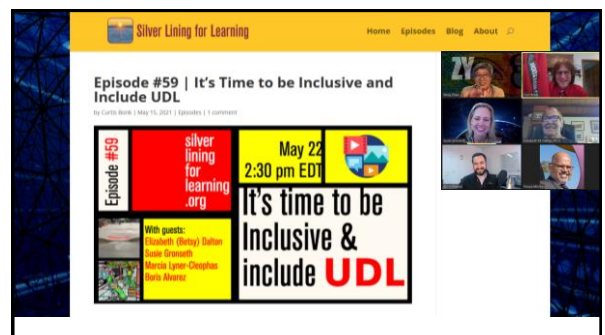 Silver Lining for Learning
Home Episodes Blog About
Episode #59 | It's Time to be Inclusive and
Include UDL
by Curtis Bonk | May 15, 2021 | Episodes | 1 comment
Episode #59
silver
lining
for
learning
.org
May 22
2:30 pm EDT
With guests:
Elizabeth (Betsy) Dalton
Susie Gronseth
Marcia Lyner-Cleophas
Boris Alvarez
It's time to be
Inclusive &
include UDL
ZY